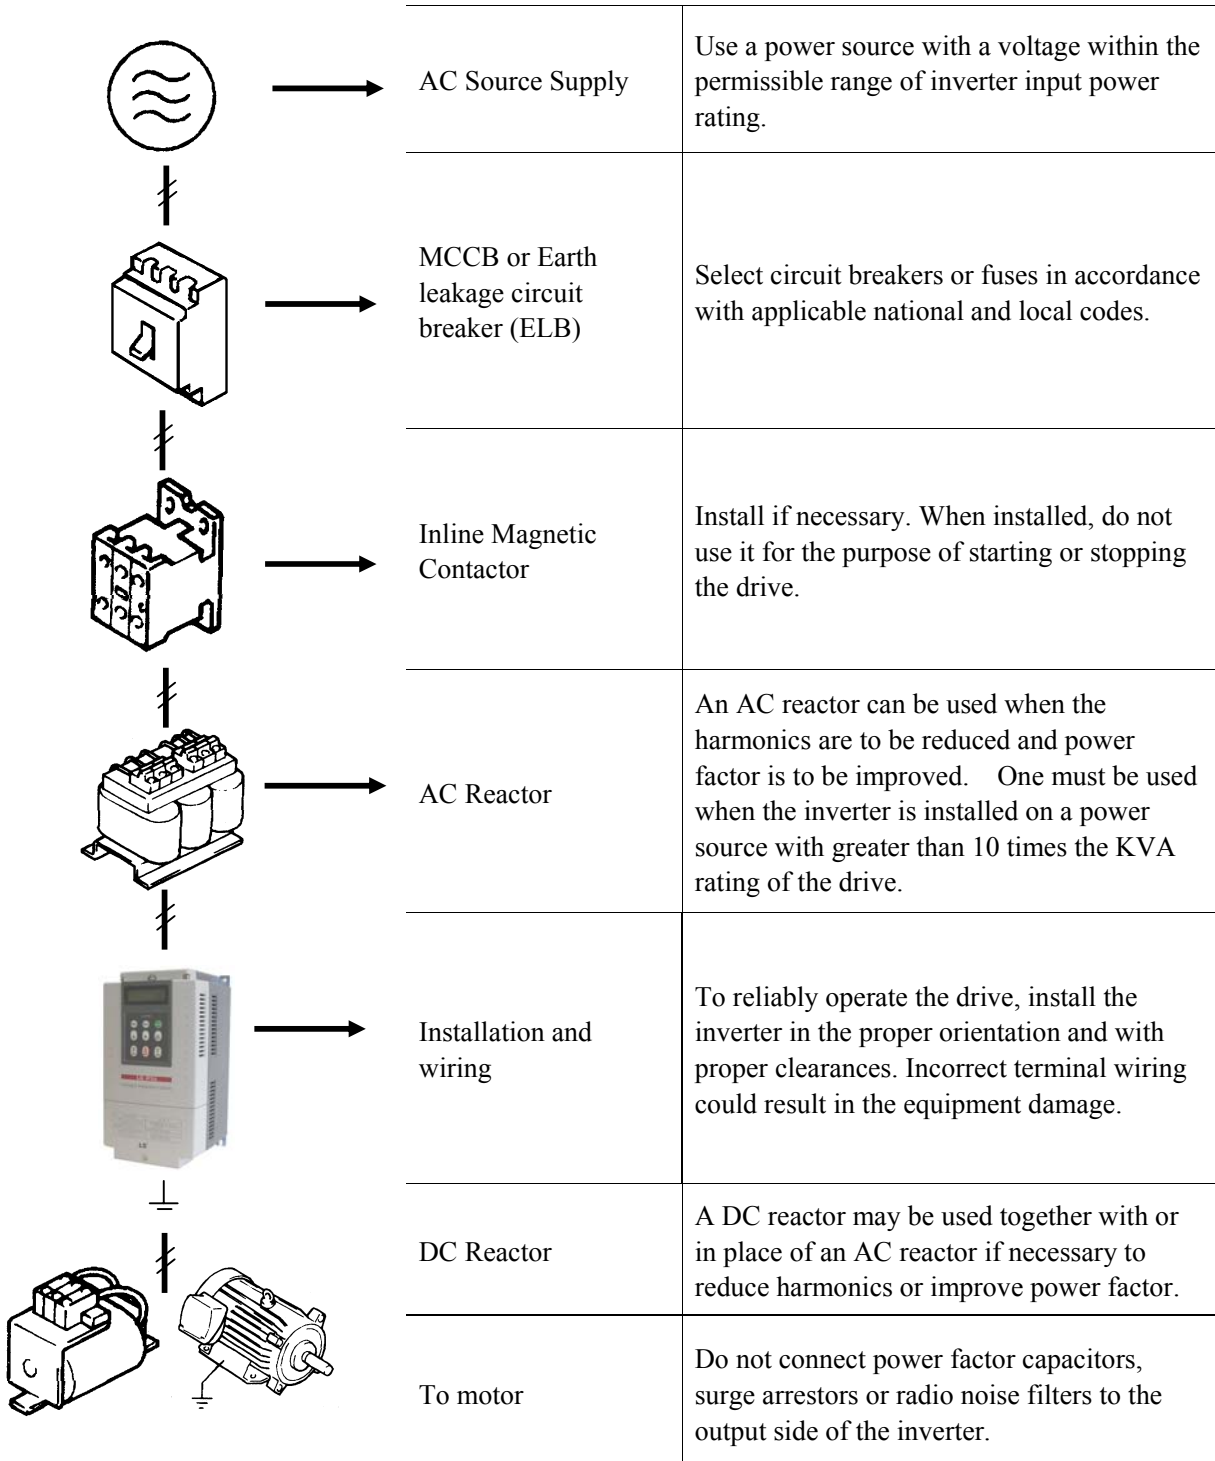 AC Source Supply
Use a power source with a voltage within the
permissible range of inverter input power
rating.
MCCB or Earth
leakage circuit
breaker (ELB)
Select circuit breakers or fuses in accordance
with applicable national and local codes.
Inline Magnetic
Contactor
Install if necessary. When installed, do not
use it for the purpose of starting or stopping
the drive.
AC Reactor
An AC reactor can be used when the
harmonics are to be reduced and power
factor is to be improved.    One must be used
when the inverter is installed on a power
source with greater than 10 times the KVA
rating of the drive.
Installation and
wiring
To reliably operate the drive, install the
inverter in the proper orientation and with
proper clearances. Incorrect terminal wiring
could result in the equipment damage.
DC Reactor
A DC reactor may be used together with or
in place of an AC reactor if necessary to
reduce harmonics or improve power factor.
To motor
Do not connect power factor capacitors,
surge arrestors or radio noise filters to the
output side of the inverter.